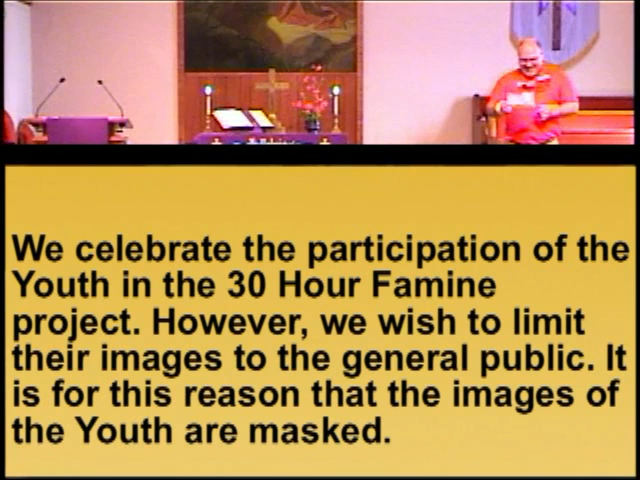 We celebrate the participation of the
Youth in the 30 Hour Famine
project. However, we wish to limit
their images to the general public. It
is for this reason that the images of
the Youth are masked.